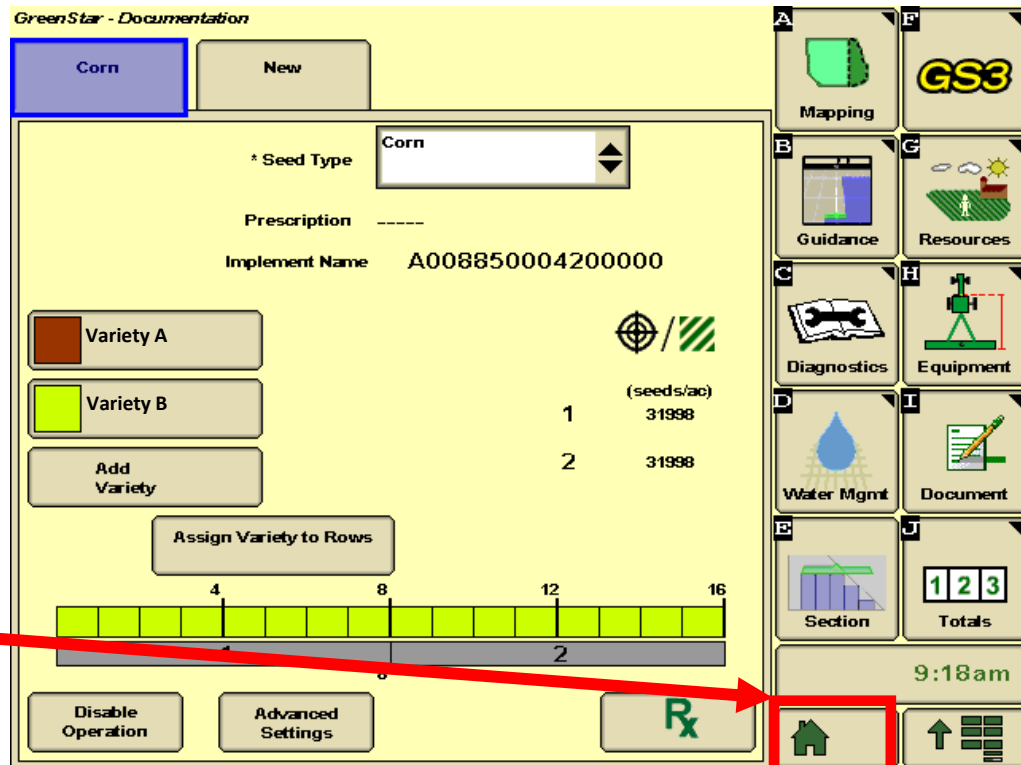 GreenStar - Documentation
Corn
New
* Seed Type
Corn
Prescription -----
Implement Name A008850004200000
Variety A
Variety B
Add
Variety
(seeds/ac)
1 31998
2 31998
Assign Variety to Rows
4 8 12 16
1 2
8
Disable
Operation
Advanced
Settings
Rx
A
Mapping
F
GS3
B
Guidance
G
Resources
C
Diagnostics
H
Equipment
D
Water Mgmt
I
Document
E
Section
J
1 2 3
Totals
9:18am